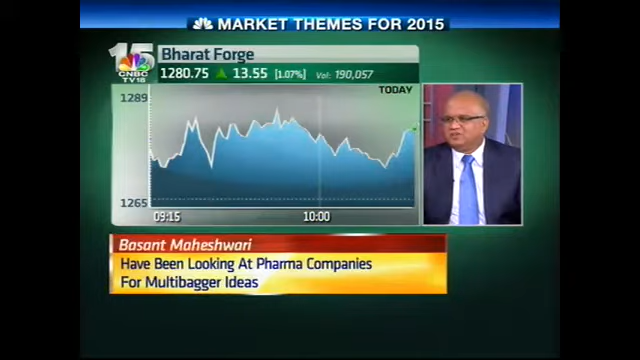 MARKET THEMES FOR 2015
15
CNBC
TV18
Bharat Forge
1280.75 ▲ 13.55 [1.07%] Vol: 190,057
TODAY
1289
1265
09:15 10:00
Basant Maheshwari
Have Been Looking At Pharma Companies
For Multibagger Ideas